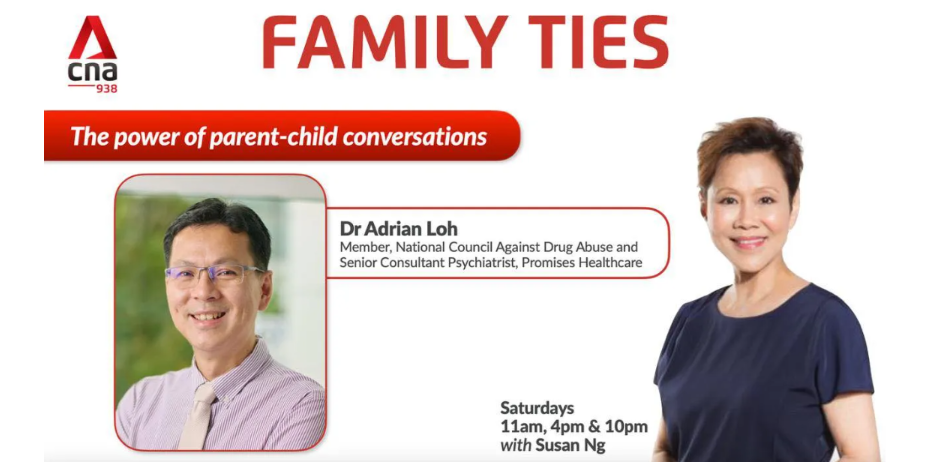 FAMILY TIES
cna
938
The power of parent-child conversations
Dr Adrian Loh
Member, National Council Against Drug Abuse and
Senior Consultant Psychiatrist, Promises Healthcare
Saturdays
11am, 4pm & 10pm
with Susan Ng